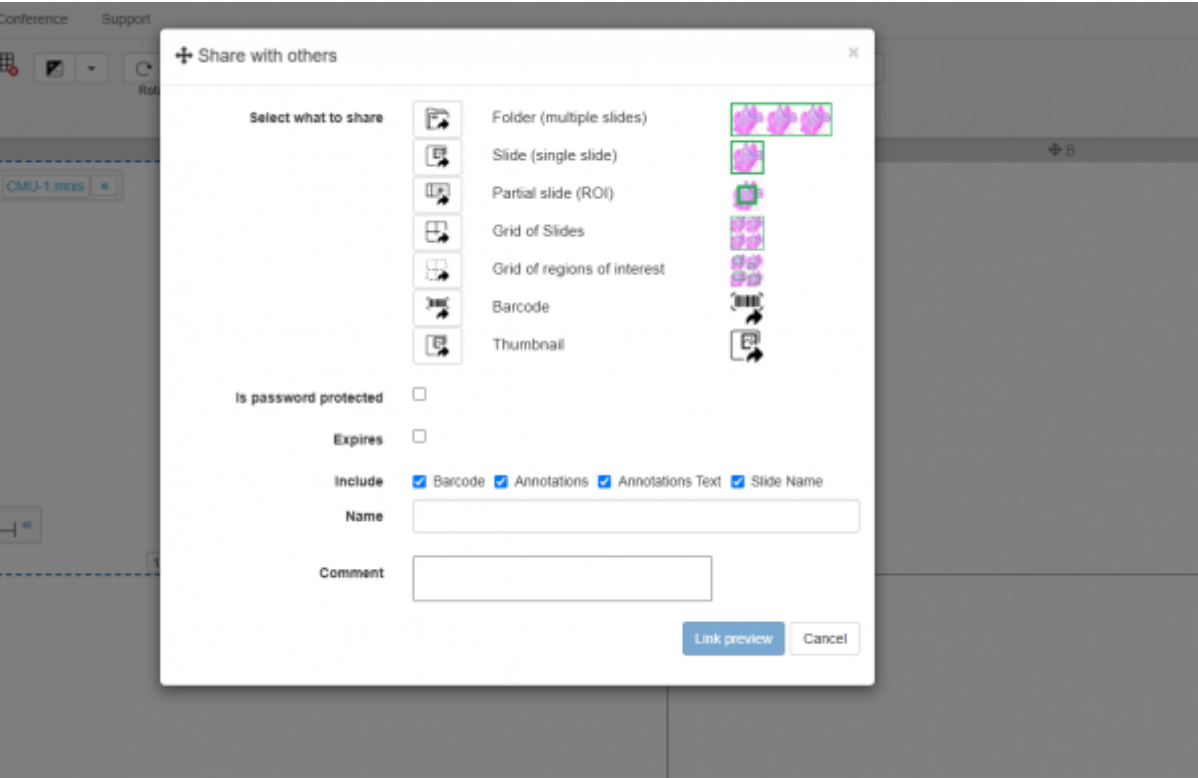 Conference Support
Share with others ×
Select what to share
Folder (multiple slides)
Slide (single slide)
Partial slide (ROI)
Grid of Slides
Grid of regions of interest
Barcode
Thumbnail
Is password protected
Expires
Include Barcode Annotations Annotations Text Slide Name
Name
Comment
Link preview Cancel
B
CMU-1.mrxs «